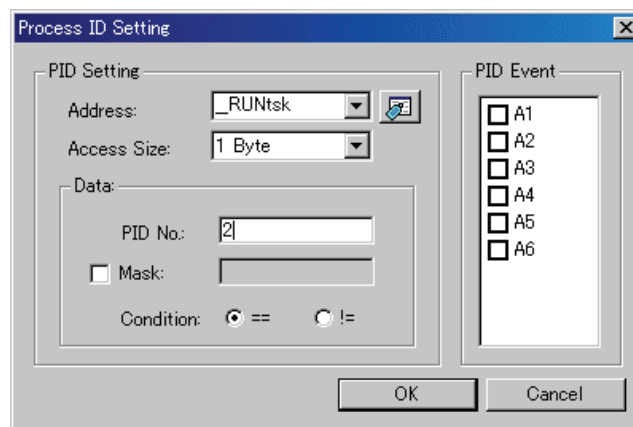 Process ID Setting
PID Setting
Address: _RUNtsk
Access Size: 1 Byte
Data:
PID No.: 2
Mask:
Condition: == !=
PID Event
A1
A2
A3
A4
A5
A6
OK Cancel